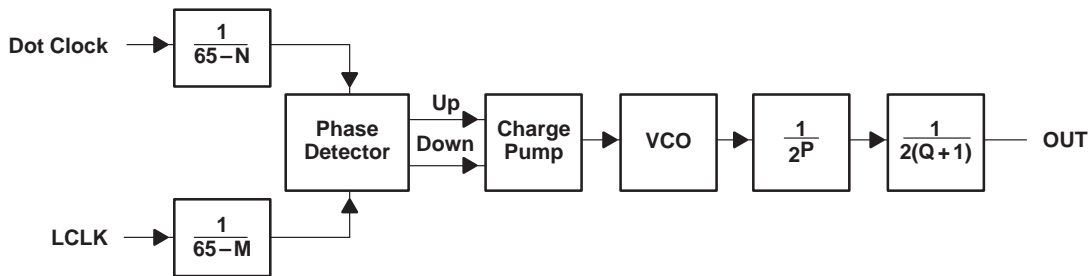 Dot Clock
1
65–N
Phase
Detector
Up
Down
Charge
Pump
VCO
1
2P
1
2(Q+1)
OUT
LCLK
1
65–M